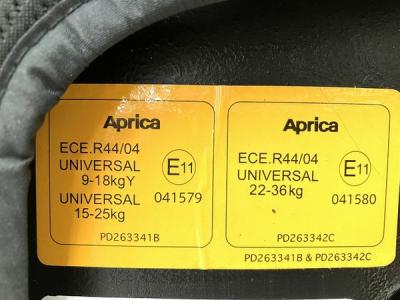 Aprica
ECE.R44/04
UNIVERSAL
9-18kgY
E11
UNIVERSAL
15-25kg
041579
PD263341B
Aprica
ECE.R44/04
UNIVERSAL
22-36kg
E11
041580
PD263342C
PD263341B & PD263342C